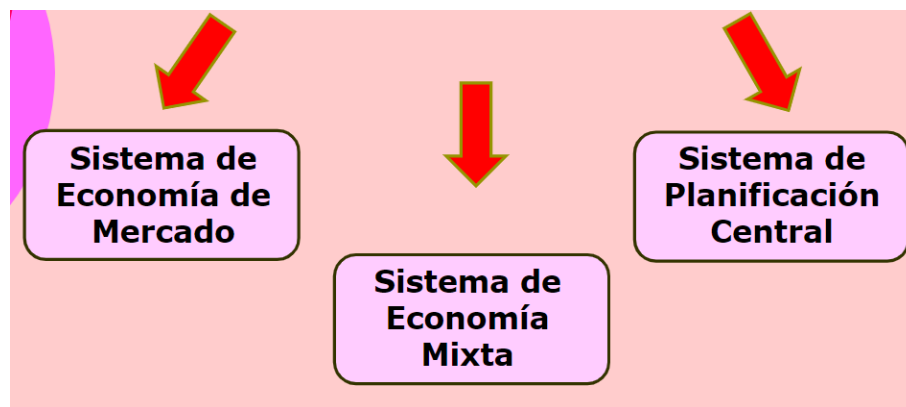 Sistema de
Economía de
Mercado
Sistema de
Economía
Mixta
Sistema de
Planificación
Central